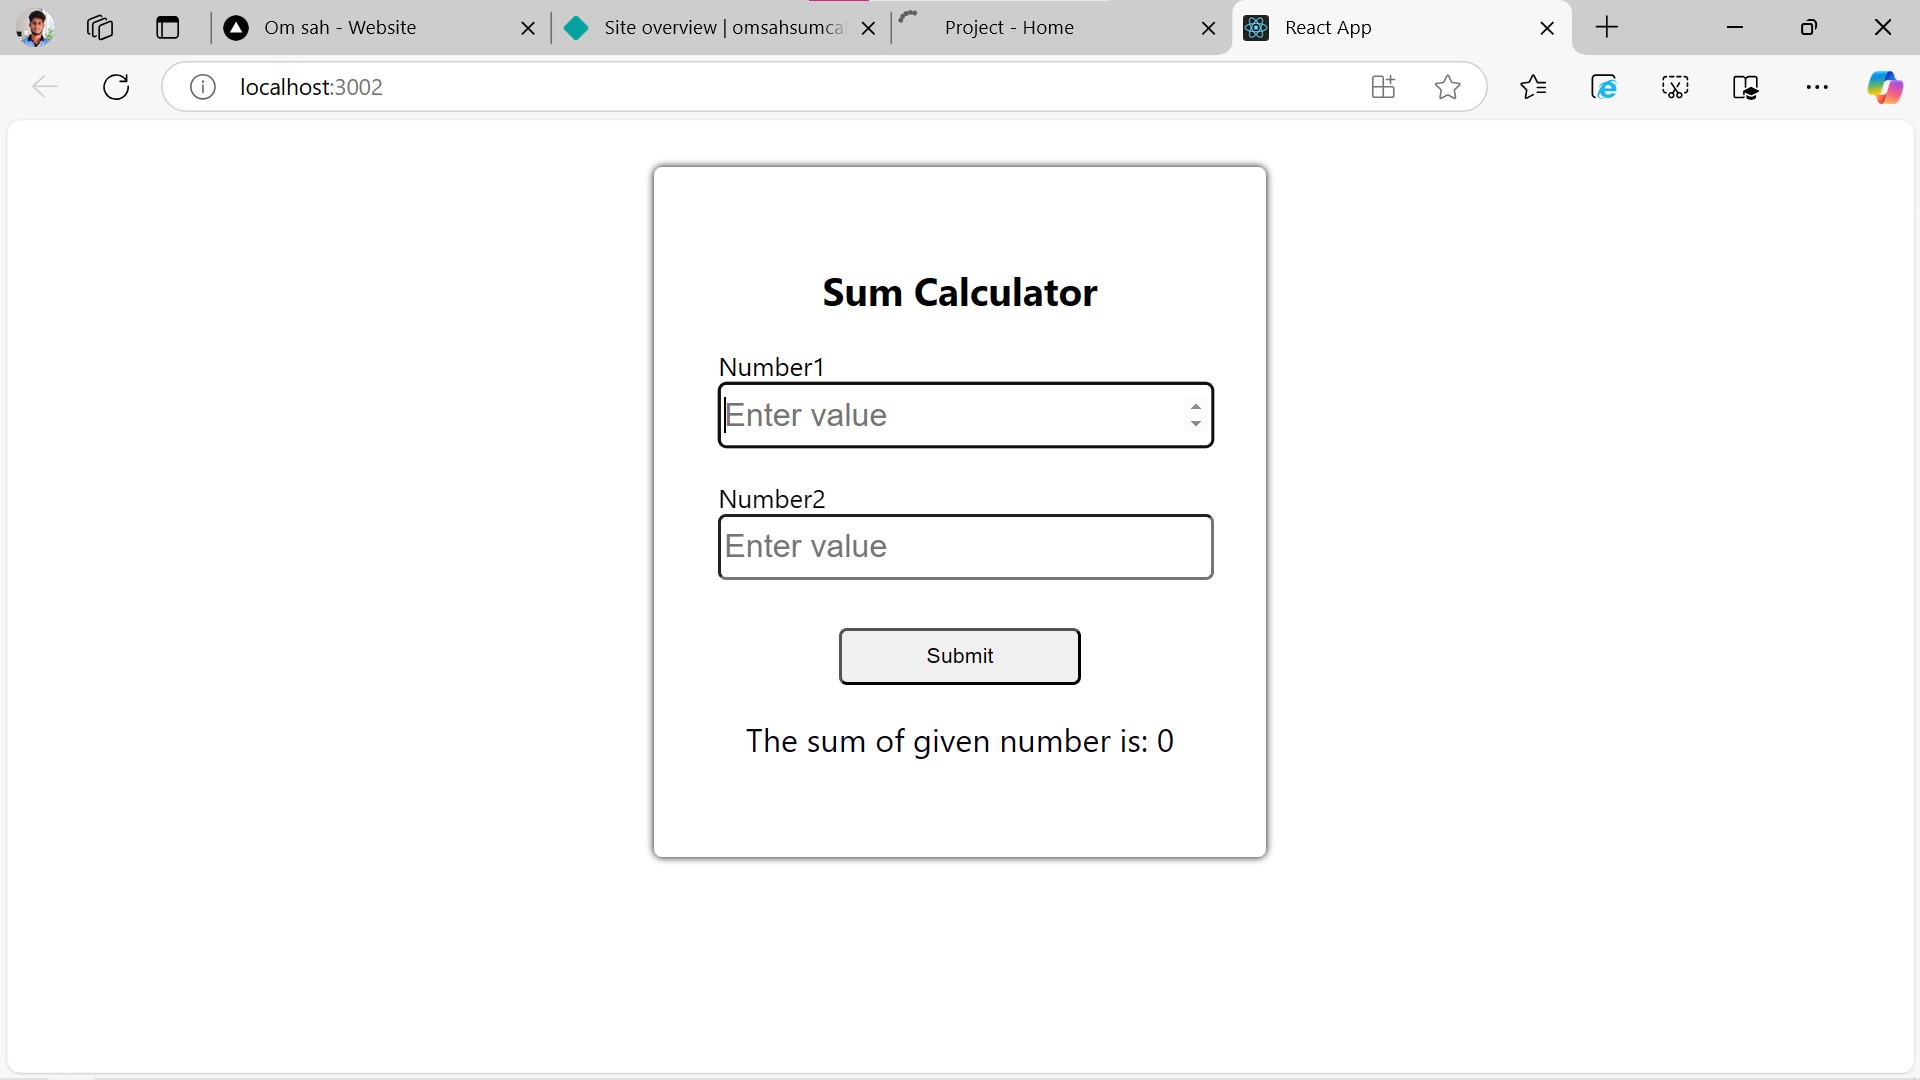 Om sah - Website
Site overview | omsahsumcal
Project - Home
React App
localhost:3002
Sum Calculator
Number1
Enter value
Number2
Enter value
Submit
The sum of given number is: 0